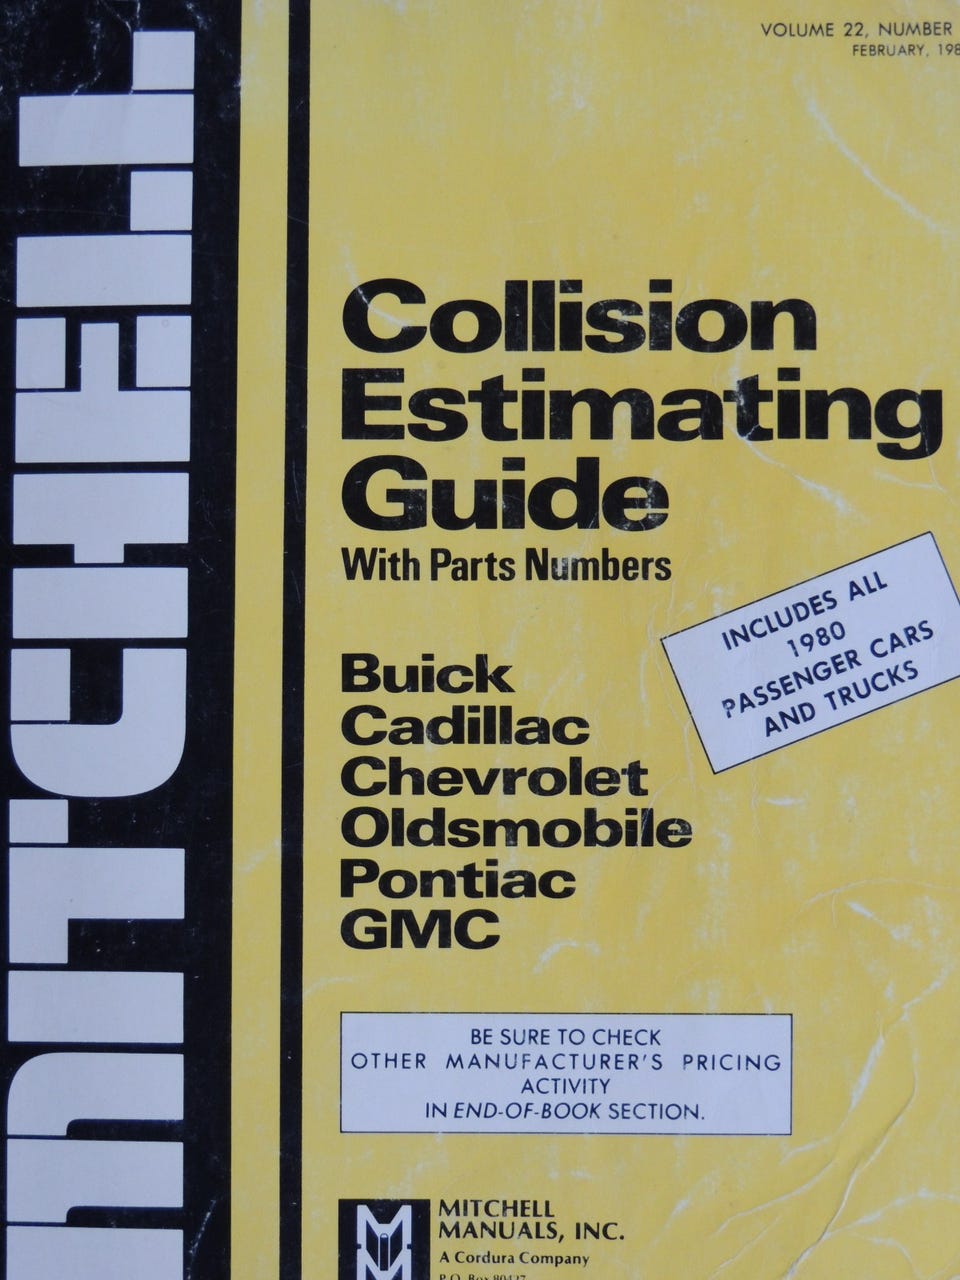 VOLUME 22, NUMBER
FEBRUARY, 198
MITCHELL
Collision
Estimating
Guide
With Parts Numbers
INCLUDES ALL
1980
PASSENGER CARS
AND TRUCKS
Buick
Cadillac
Chevrolet
Oldsmobile
Pontiac
GMC
BE SURE TO CHECK
OTHER MANUFACTURER'S PRICING
ACTIVITY
IN END-OF-BOOK SECTION.
MITCHELL
MANUALS, INC.
A Cordura Company
P.O. Box 80427